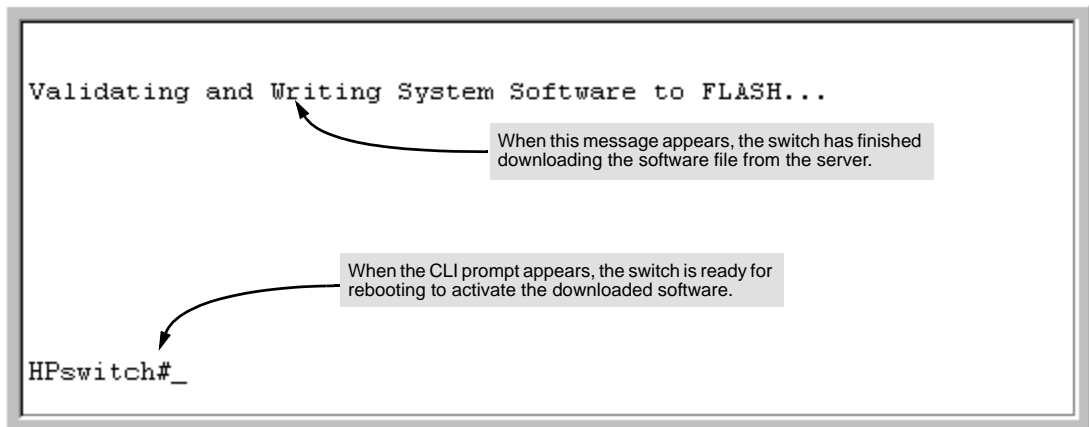 Validating and Writing System Software to FLASH...
When this message appears, the switch has finished
downloading the software file from the server.
When the CLI prompt appears, the switch is ready for
rebooting to activate the downloaded software.
HPswitch#_